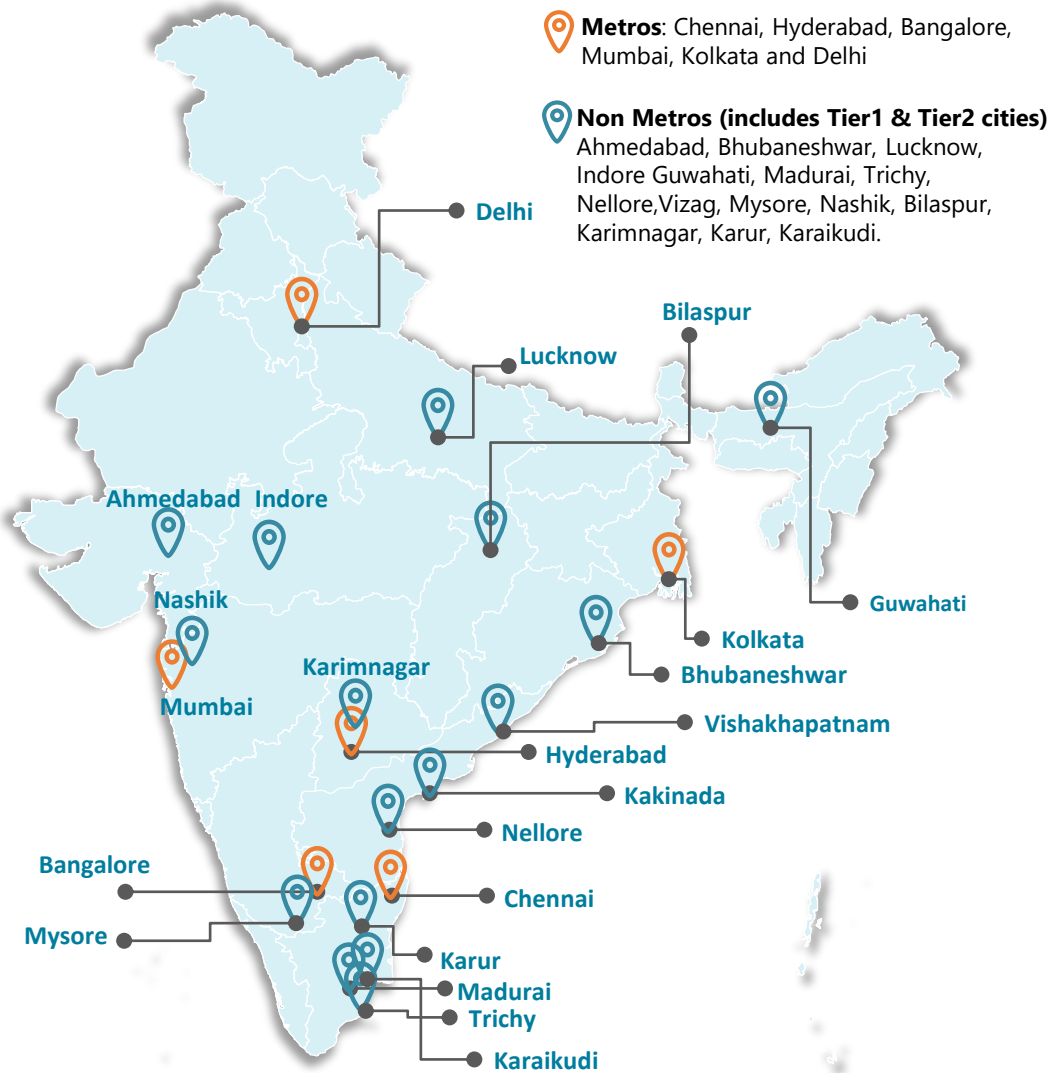 Metros: Chennai, Hyderabad, Bangalore,
Mumbai, Kolkata and Delhi
Non Metros (includes Tier1 & Tier2 cities)
Ahmedabad, Bhubaneshwar, Lucknow,
Indore Guwahati, Madurai, Trichy,
Nellore,Vizag, Mysore, Nashik, Bilaspur,
Karimnagar, Karur, Karaikudi.
Delhi
Bilaspur
Lucknow
Ahmedabad Indore
Nashik
Guwahati
Kolkata
Karimnagar
Bhubaneshwar
Mumbai
Vishakhapatnam
Hyderabad
Kakinada
Nellore
Bangalore
Chennai
Mysore
Karur
Madurai
Trichy
Karaikudi